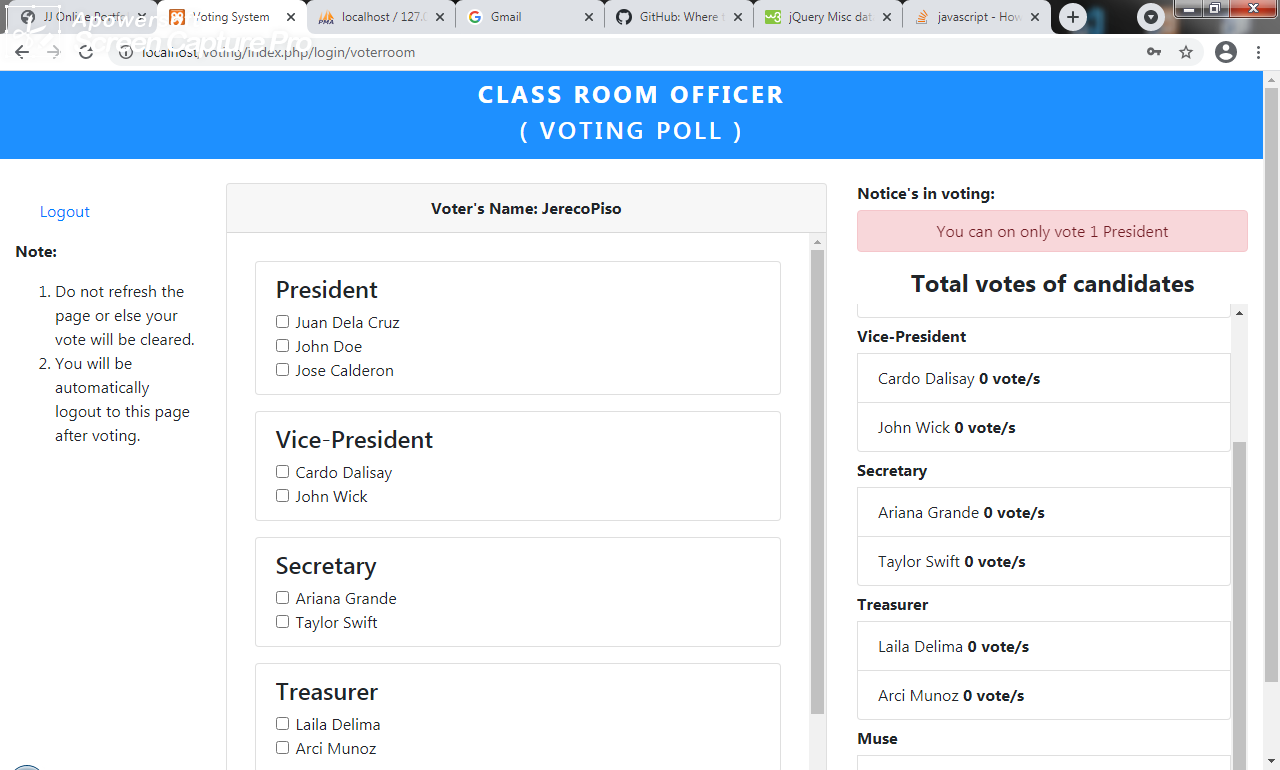 JJ Online Portfo
Voting System
localhost / 127.0
Gmail
GitHub: Where t
jQuery Misc dat
javascript - How
Apowers
Screen Capture Pro
localhost/voting/index.php/login/voterroom
CLASS ROOM OFFICER
( VOTING POLL )
Logout
Note:
1. Do not refresh the
page or else your
vote will be cleared.
2. You will be
automatically
logout to this page
after voting.
Voter's Name: JerecoPiso
President
Juan Dela Cruz
John Doe
Jose Calderon
Vice-President
Cardo Dalisay
John Wick
Secretary
Ariana Grande
Taylor Swift
Treasurer
Laila Delima
Arci Munoz
Notice's in voting:
You can on only vote 1 President
Total votes of candidates
Vice-President
Cardo Dalisay 0 vote/s
John Wick 0 vote/s
Secretary
Ariana Grande 0 vote/s
Taylor Swift 0 vote/s
Treasurer
Laila Delima 0 vote/s
Arci Munoz 0 vote/s
Muse